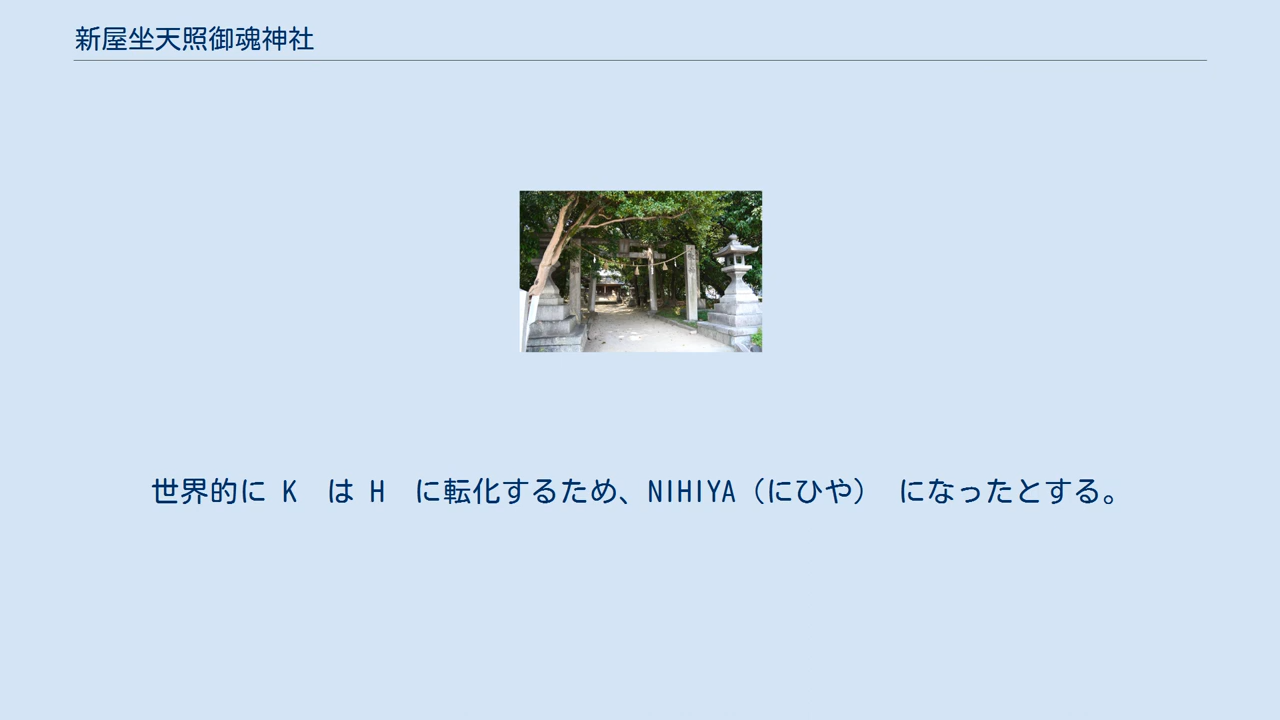 新屋坐天照御魂神社
世界的に K　は H　に転化するため、NIHIYA（にひや）　になったとする。